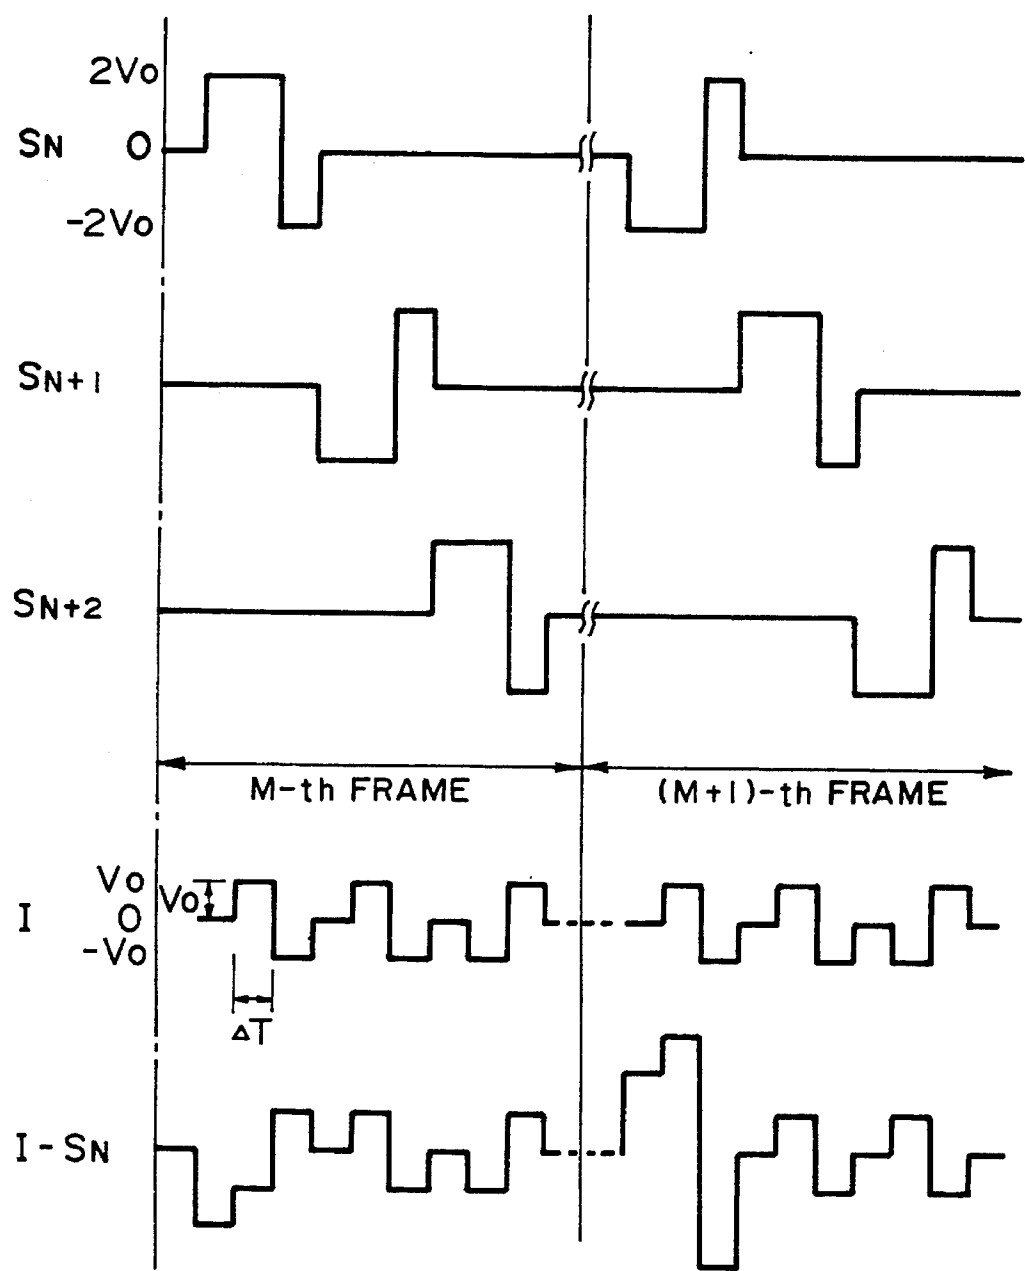 2Vo
SN 0
-2Vo
SN+1
SN+2
M-th FRAME
(M+1)-th FRAME
Vo
Vo
I 0
-Vo
ΔT
I-SN